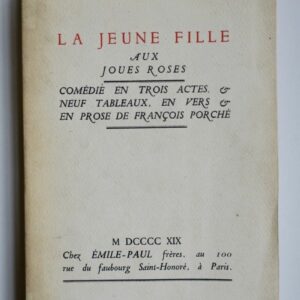 LA JEUNE FILLE
AUX
JOUES ROSES
COMÉDIE EN TROIS ACTES, &
NEUF TABLEAUX, EN VERS &
EN PROSE DE FRANÇOIS PORCHÉ
M DCCCC XIX
Chez ÉMILE-PAUL frères, au 100
rue du faubourg Saint-Honoré, à Paris.